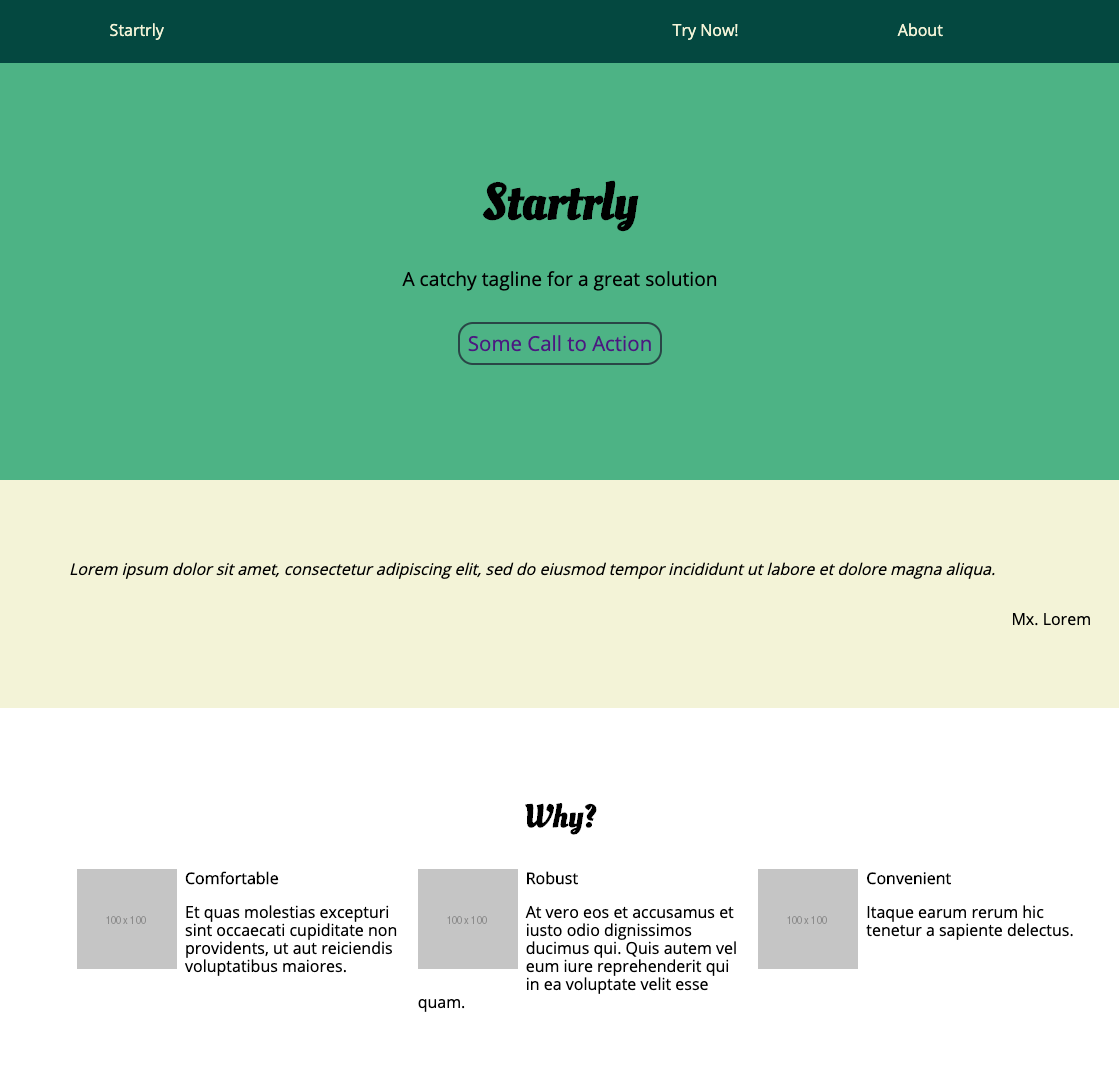 Startrly Try Now! About
Startrly
A catchy tagline for a great solution
Some Call to Action
Lorem ipsum dolor sit amet, consectetur adipiscing elit, sed do eiusmod tempor incididunt ut labore et dolore magna aliqua.
Mx. Lorem
Why?
100 x 100
Comfortable
Et quas molestias excepturi
sint occaecati cupiditate non
providents, ut aut reiciendis
voluptatibus maiores.
100 x 100
Robust
At vero eos et accusamus et
iusto odio dignissimos
ducimus qui. Quis autem vel
eum iure reprehenderit qui
in ea voluptate velit esse
quam.
100 x 100
Convenient
Itaque earum rerum hic
tenetur a sapiente delectus.